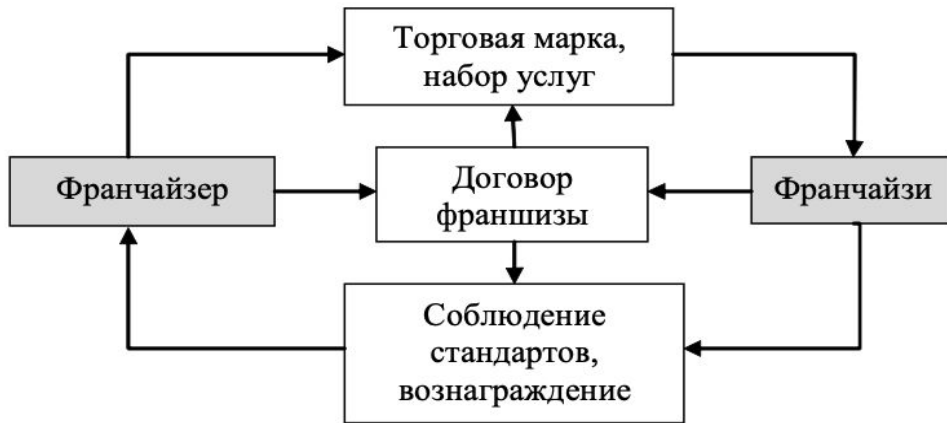 Торговая марка,
набор услуг
Франчайзер
Договор
франшизы
Франчайзи
Соблюдение
стандартов,
вознаграждение